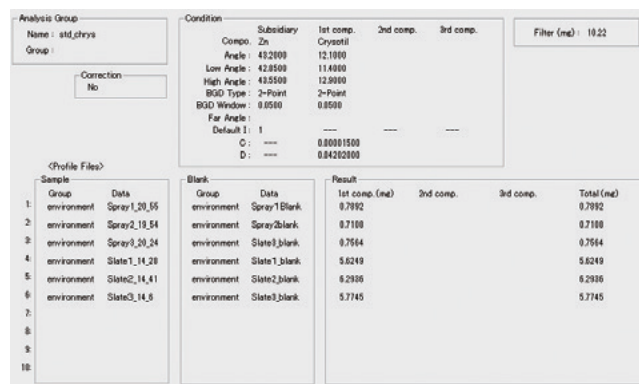 Analysis Group
Name : std_chrys
Group :
Correction
No
Condition
Subsidiary 1st comp. 2nd comp. 3rd comp.
Compo. Zn Crysotil
Angle : 43.2000 12.1000
Low Angle : 42.8500 11.4000
High Angle : 43.5500 12.9000
BGD Type : 2-Point 2-Point
BGD Window : 0.0500 0.0500
Far Angle :
Default I : 1 --- --- ---
C : --- 0.00001500
D : --- 0.04202000
Filter (mg) : 10.22
<Profile Files>
Sample Blank Result
Group Data Group Data 1st comp.(mg) 2nd comp. 3rd comp. Total(mg)
1: environment Spray1_20_55 environment Spray1Blank 0.7892 0.7892
2: environment Spray2_19_54 environment Spray2blank 0.7100 0.7100
3: environment Spray3_20_24 environment Slate3_blank 0.7564 0.7564
4: environment Slate1_14_28 environment Slate1_blank 5.6249 5.6249
5: environment Slate2_14_41 environment Slate2_blank 6.2936 6.2936
6: environment Slate3_14_6 environment Slate3_blank 5.7745 5.7745
7:
8:
9:
10: